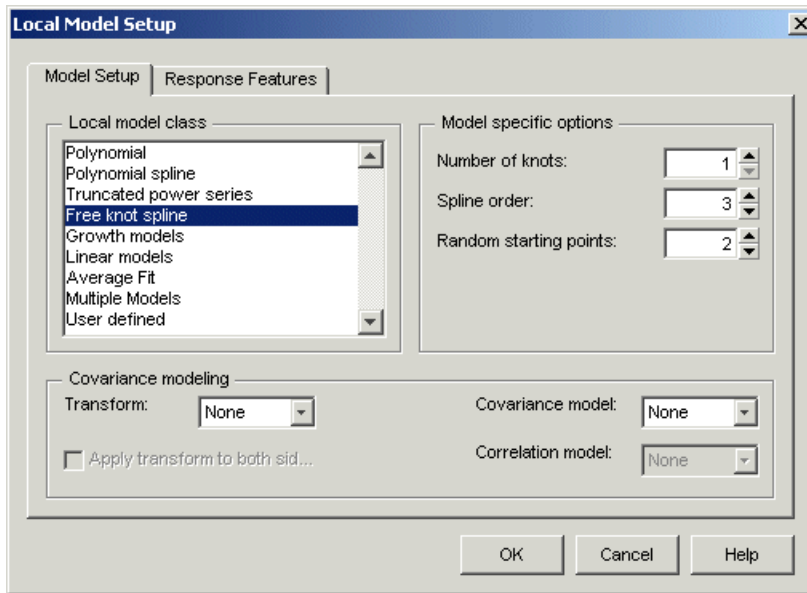 Local Model Setup
Model Setup
Response Features
Local model class
Polynomial
Polynomial spline
Truncated power series
Free knot spline
Growth models
Linear models
Average Fit
Multiple Models
User defined
Model specific options
Number of knots: 1
Spline order: 3
Random starting points: 2
Covariance modeling
Transform: None
Apply transform to both sid...
Covariance model: None
Correlation model: None
OK
Cancel
Help